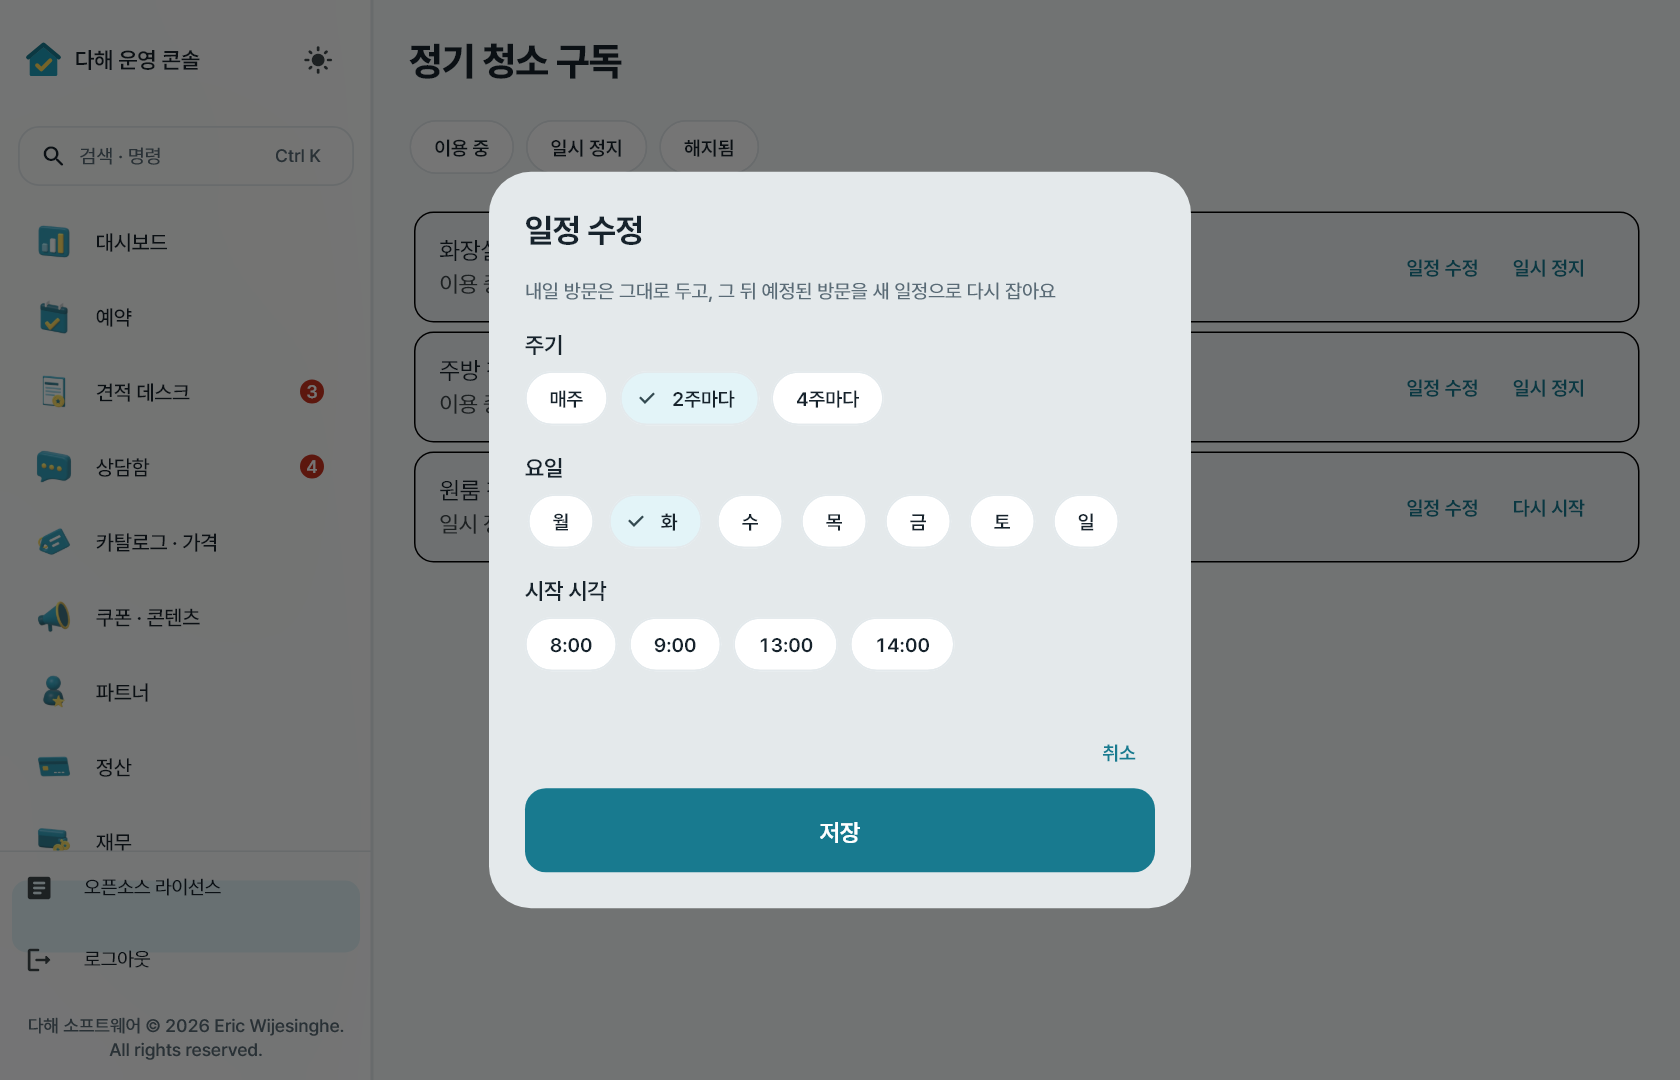 다해 운영 콘솔
검색 · 명령
Ctrl K
대시보드
예약
견적 데스크
3
상담함
4
카탈로그 · 가격
쿠폰 · 콘텐츠
파트너
정산
재무
오픈소스 라이선스
로그아웃
다해 소프트웨어 © 2026 Eric Wijesinghe.
All rights reserved.
정기 청소 구독
이용 중
일시 정지
해지됨
이용
일정 수정
일시 정지
주방
이용
일정 수정
일시 정지
원룸
일시
일정 수정
다시 시작
일정 수정
내일 방문은 그대로 두고, 그 뒤 예정된 방문을 새 일정으로 다시 잡아요
주기
매주
2주마다
4주마다
요일
월
화
수
목
금
토
일
시작 시각
8:00
9:00
13:00
14:00
취소
저장